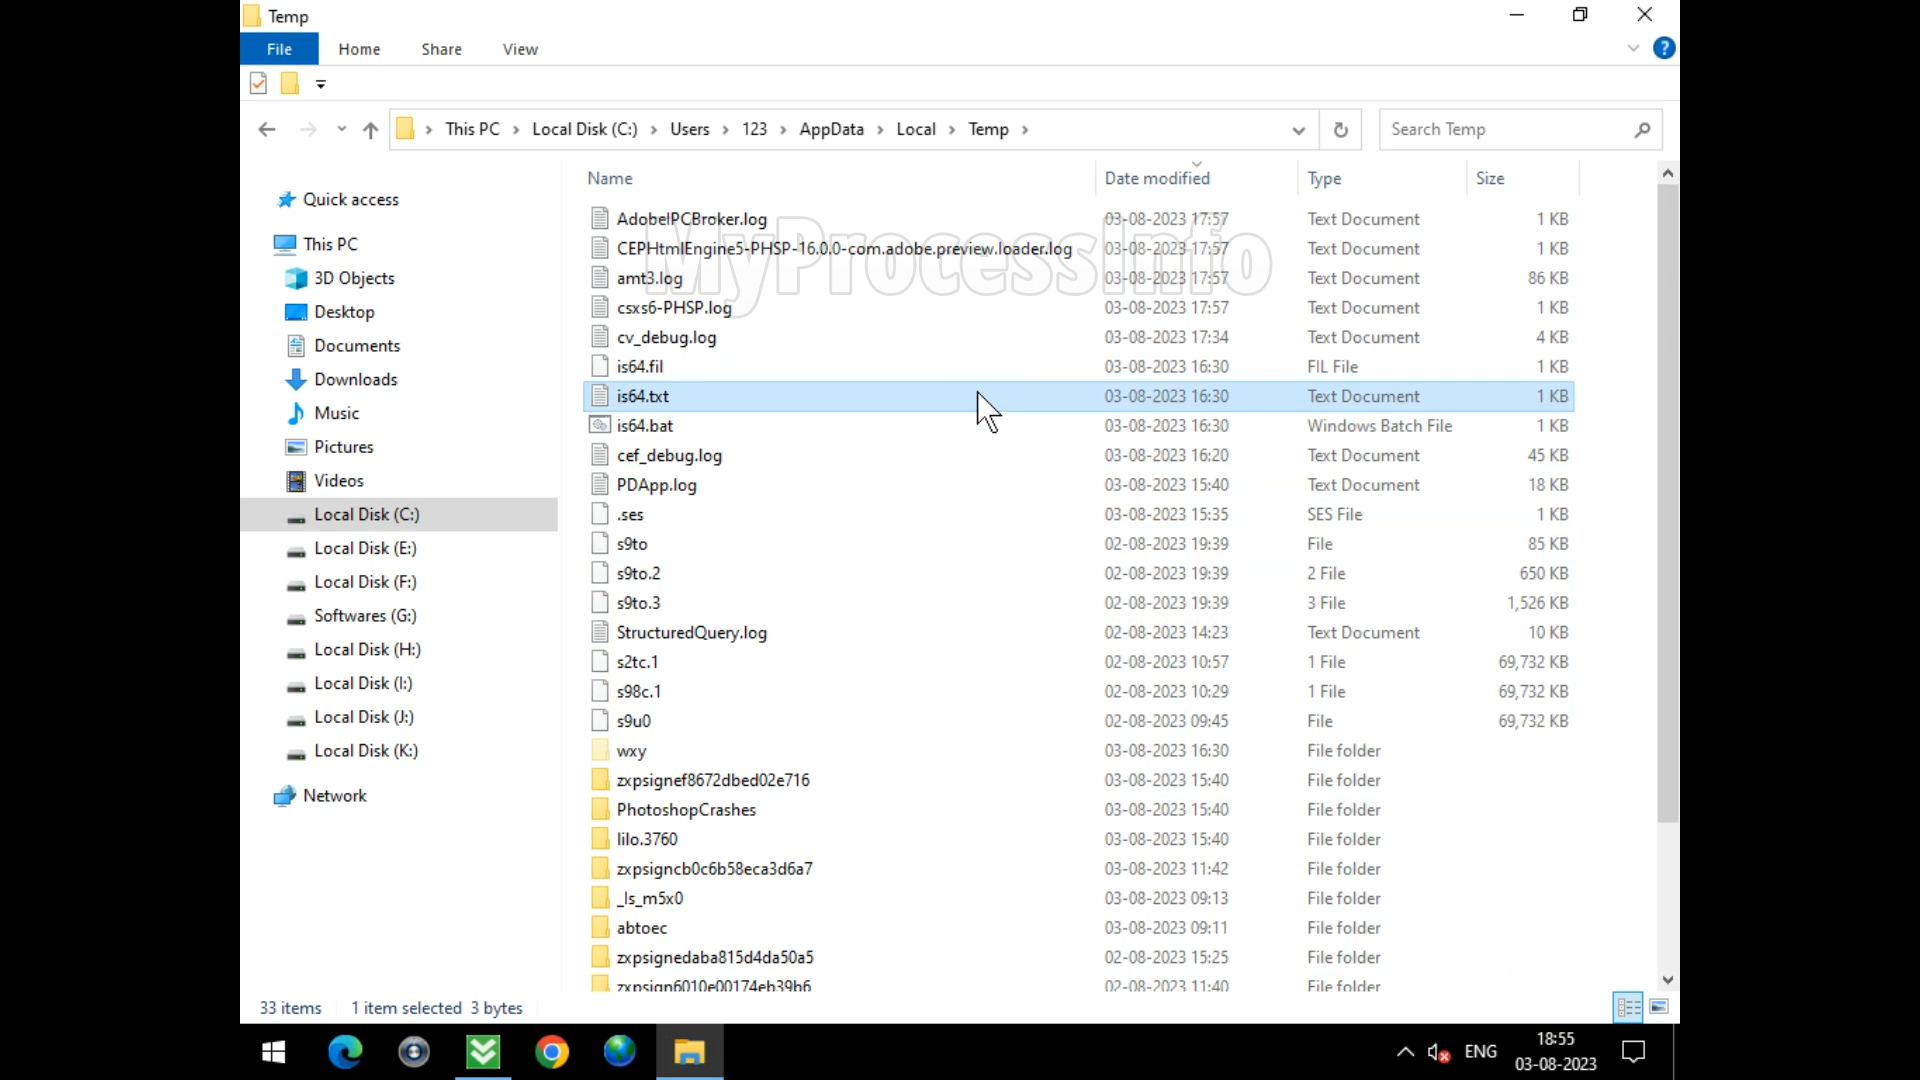 Temp
File Home Share View
This PC Local Disk (C:) Users 123 AppData Local Temp
Search Temp
Name Date modified Type Size
Quick access
This PC
3D Objects
Desktop
Documents
Downloads
Music
Pictures
Videos
Local Disk (C:)
Local Disk (E:)
Local Disk (F:)
Softwares (G:)
Local Disk (H:)
Local Disk (I:)
Local Disk (J:)
Local Disk (K:)
Network
AdobeIPCBroker.log 03-08-2023 17:57 Text Document 1 KB
CEPHtmlEngine5-PHSP-16.0.0-com.adobe.preview.loader.log 03-08-2023 17:57 Text Document 1 KB
MyProcessInfo
amt3.log 03-08-2023 17:57 Text Document 86 KB
csxs6-PHSP.log 03-08-2023 17:57 Text Document 1 KB
cv_debug.log 03-08-2023 17:34 Text Document 4 KB
is64.fil 03-08-2023 16:30 FIL File 1 KB
is64.txt 03-08-2023 16:30 Text Document 1 KB
is64.bat 03-08-2023 16:30 Windows Batch File 1 KB
cef_debug.log 03-08-2023 16:20 Text Document 45 KB
PDApp.log 03-08-2023 15:40 Text Document 18 KB
.ses 03-08-2023 15:35 SES File 1 KB
s9to 02-08-2023 19:39 File 85 KB
s9to.2 02-08-2023 19:39 2 File 650 KB
s9to.3 02-08-2023 19:39 3 File 1,526 KB
StructuredQuery.log 02-08-2023 14:23 Text Document 10 KB
s2tc.1 02-08-2023 10:57 1 File 69,732 KB
s98c.1 02-08-2023 10:29 1 File 69,732 KB
s9u0 02-08-2023 09:45 File 69,732 KB
wxy 03-08-2023 16:30 File folder
zxpsignef8672dbed02e716 03-08-2023 15:40 File folder
PhotoshopCrashes 03-08-2023 15:40 File folder
lilo.3760 03-08-2023 15:40 File folder
zxpsigncb0c6b58eca3d6a7 03-08-2023 11:42 File folder
_ls_m5x0 03-08-2023 09:13 File folder
abtoec 03-08-2023 09:11 File folder
zxpsignedaba815d4da50a5 02-08-2023 15:25 File folder
zxpsign6010e00174eb39b6 02-08-2023 11:40 File folder
33 items 1 item selected 3 bytes
ENG
18:55
03-08-2023